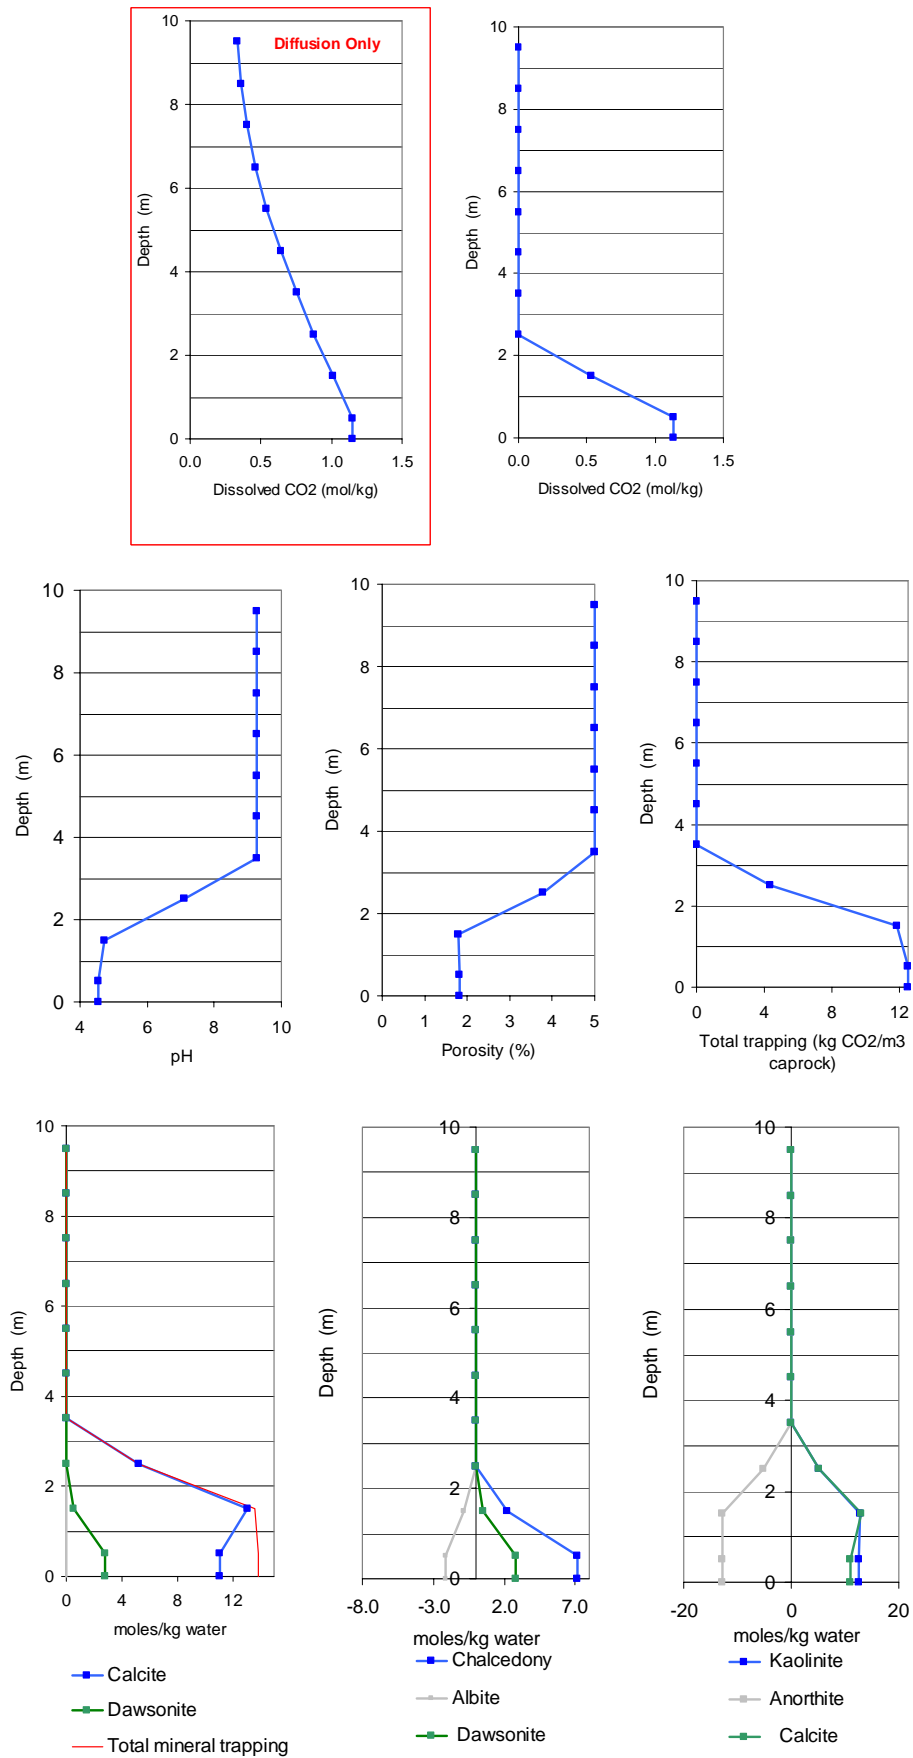 Diffusion Only
10
8
6
4
2
0
Depth (m)
0.0 0.5 1.0 1.5
Dissolved CO2 (mol/kg)
10
8
6
4
2
0
Depth (m)
0.0 0.5 1.0 1.5
Dissolved CO2 (mol/kg)
10
8
6
4
2
0
Depth (m)
4 6 8 10
pH
10
8
6
4
2
0
Depth (m)
0 1 2 3 4 5
Porosity (%)
10
8
6
4
2
0
Depth (m)
0 4 8 12
Total trapping (kg CO2/m3
caprock)
10
8
6
4
2
0
Depth (m)
0 4 8 12
moles/kg water
Calcite
Dawsonite
Total mineral trapping
10
8
6
4
2
0
Depth (m)
-8.0 -3.0 2.0 7.0
moles/kg water
Chalcedony
Albite
Dawsonite
10
8
6
4
2
0
Depth (m)
-20 0 20
moles/kg water
Kaolinite
Anorthite
Calcite